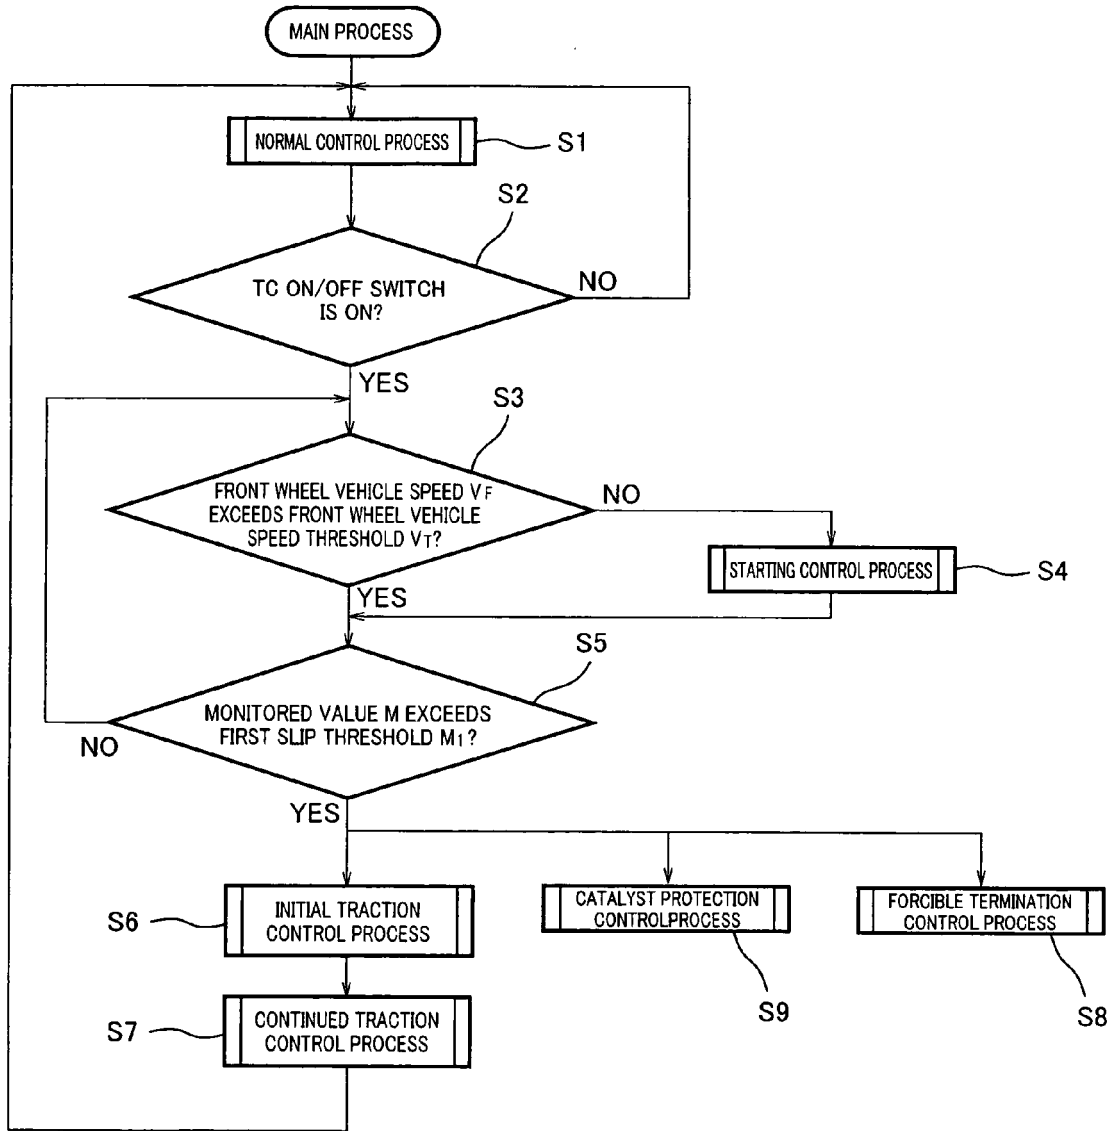 MAIN PROCESS
NORMAL CONTROL PROCESS
S1
S2
TC ON/OFF SWITCH
IS ON?
NO
YES
S3
FRONT WHEEL VEHICLE SPEED VF
EXCEEDS FRONT WHEEL VEHICLE
SPEED THRESHOLD VT?
NO
STARTING CONTROL PROCESS
S4
YES
S5
MONITORED VALUE M EXCEEDS
FIRST SLIP THRESHOLD M1?
NO
YES
S6
INITIAL TRACTION
CONTROL PROCESS
CATALYST PROTECTION
CONTROLPROCESS
S9
FORCIBLE TERMINATION
CONTROL PROCESS
S8
S7
CONTINUED TRACTION
CONTROL PROCESS